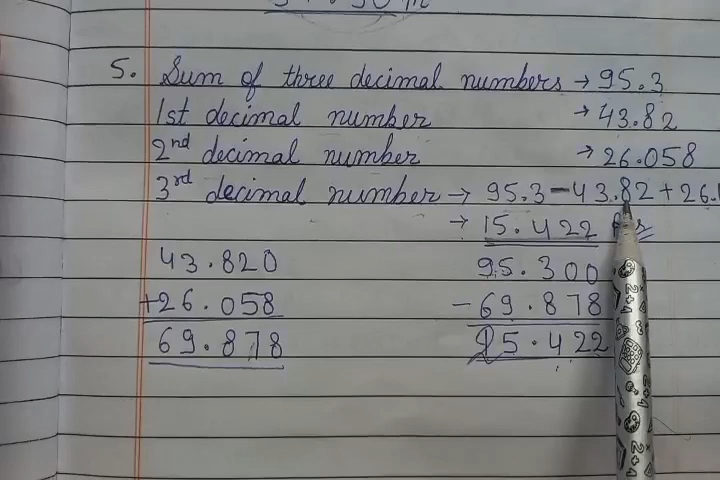 5. Sum of three decimal numbers → 95.3
1st decimal number → 43.82
2nd decimal number → 26.058
3rd decimal number → 95.3 - 43.82 + 26.
→ 15.422
43.820
+26.058
69.878
95.300
- 69.878
25.422